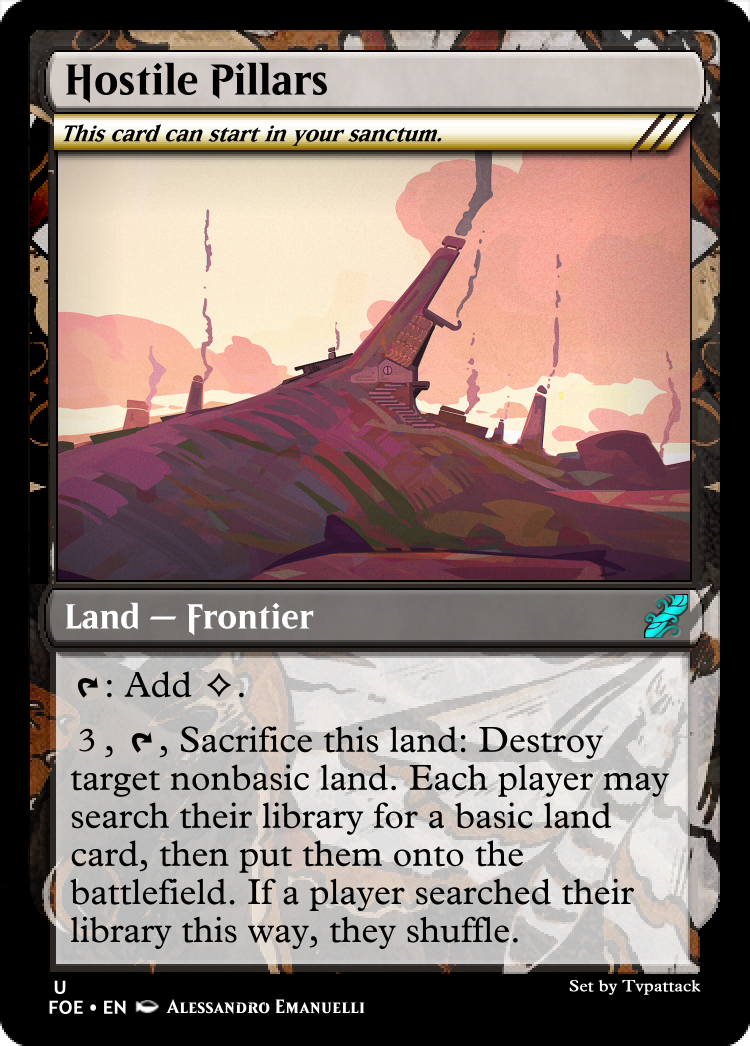 Hostile Pillars
This card can start in your sanctum.
Land — Frontier
: Add .
3, , Sacrifice this land: Destroy
target nonbasic land. Each player may
search their library for a basic land
card, then put them onto the
battlefield. If a player searched their
library this way, they shuffle.
U
Set by Tvpattack
FOE • EN Alessandro Emanuelli